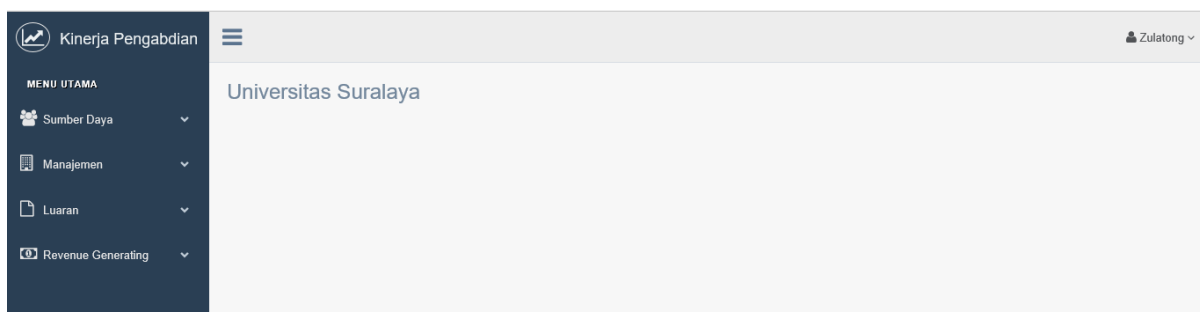 Kinerja Pengabdian
Zulatong
MENU UTAMA
Universitas Suralaya
Sumber Daya
Manajemen
Luaran
Revenue Generating